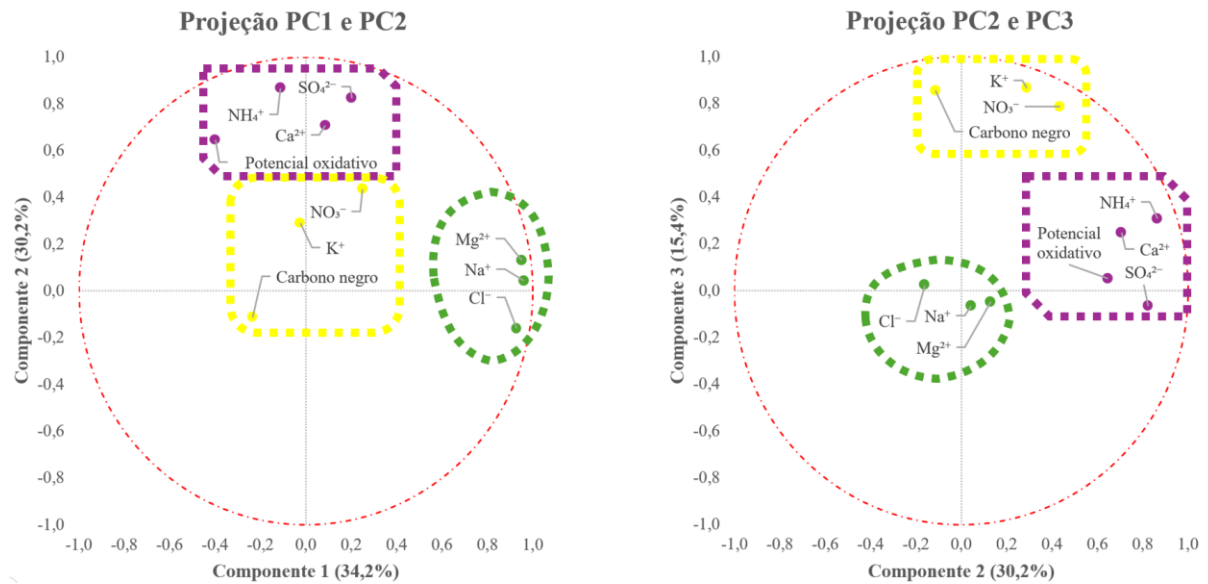 Projeção PC1 e PC2
Componente 2 (30,2%)
1,0
0,8
0,6
0,4
0,2
0,0
-0,2
-0,4
-0,6
-0,8
-1,0
SO₄²⁻
NH₄⁺
Ca²⁺
Potencial oxidativo
NO₃⁻
K⁺
Carbono negro
Mg²⁺
Na⁺
Cl⁻
-1,0 -0,8 -0,6 -0,4 -0,2 0,0 0,2 0,4 0,6 0,8 1,0
Componente 1 (34,2%)
Projeção PC2 e PC3
Componente 3 (15,4%)
1,0
0,8
0,6
0,4
0,2
0,0
-0,2
-0,4
-0,6
-0,8
-1,0
K⁺
NO₃⁻
Carbono negro
NH₄⁺
Potencial
oxidativo
Ca²⁺
SO₄²⁻
Cl⁻
Na⁺
Mg²⁺
-1,0 -0,8 -0,6 -0,4 -0,2 0,0 0,2 0,4 0,6 0,8 1,0
Componente 2 (30,2%)